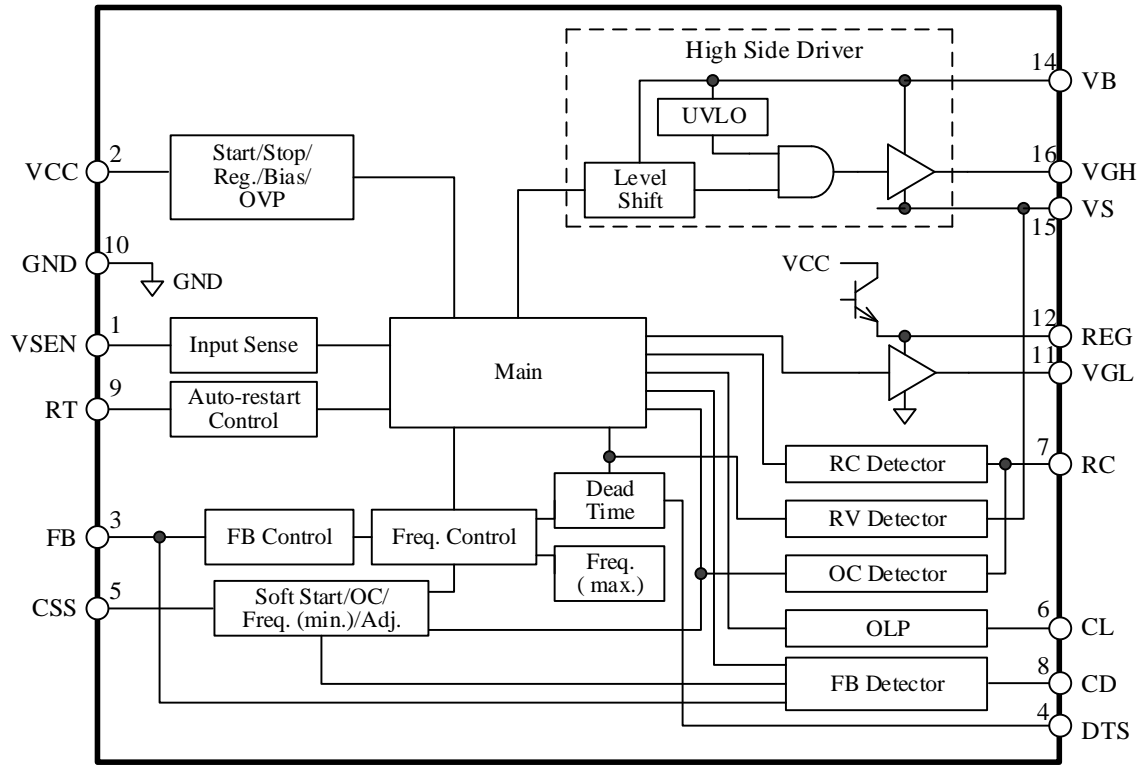 High Side Driver
14
VB
UVLO
2
VCC
Start/Stop/
Reg./Bias/
OVP
16
VGH
Level
Shift
VS
15
10
GND
GND
VCC
1
VSEN
Input Sense
Main
12
REG
11
VGL
9
RT
Auto-restart
Control
7
RC Detector
RC
Dead
Time
3
FB
FB Control
Freq. Control
RV Detector
Freq.
( max.)
OC Detector
5
CSS
Soft Start/OC/
Freq. (min.)/Adj.
6
OLP
CL
8
FB Detector
CD
4
DTS